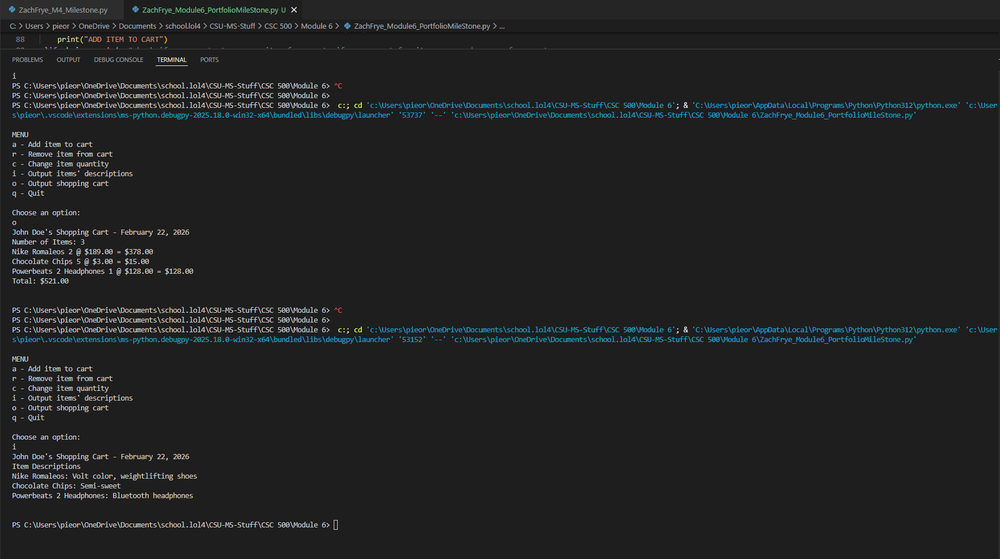 ZachFrye_M4_Milestone.py
ZachFrye_Module6_PortfolioMileStone.py U
C: > Users > pieor > OneDrive > Documents > school.lol4 > CSU-MS-Stuff > CSC 500 > Module 6 > ZachFrye_Module6_PortfolioMileStone.py > ...
88 print("ADD ITEM TO CART")
PROBLEMS OUTPUT DEBUG CONSOLE TERMINAL PORTS
i
PS C:\Users\pieor\OneDrive\Documents\school.lol4\CSU-MS-Stuff\CSC 500\Module 6> ^C
PS C:\Users\pieor\OneDrive\Documents\school.lol4\CSU-MS-Stuff\CSC 500\Module 6>
PS C:\Users\pieor\OneDrive\Documents\school.lol4\CSU-MS-Stuff\CSC 500\Module 6>  c:; cd 'c:\Users\pieor\OneDrive\Documents\school.lol4\CSU-MS-Stuff\CSC 500\Module 6'; & 'C:\Users\pieor\AppData\Local\Programs\Python\Python312\python.exe' 'c:\User
s\pieor\.vscode\extensions\ms-python.debugpy-2025.18.0-win32-x64\bundled\libs\debugpy\launcher' '53737' '--' 'c:\Users\pieor\OneDrive\Documents\school.lol4\CSU-MS-Stuff\CSC 500\Module 6\ZachFrye_Module6_PortfolioMileStone.py'
MENU
a - Add item to cart
r - Remove item from cart
c - Change item quantity
i - Output items' descriptions
o - Output shopping cart
q - Quit
Choose an option:
o
John Doe's Shopping Cart - February 22, 2026
Number of Items: 3
Nike Romaleos 2 @ $189.00 = $378.00
Chocolate Chips 5 @ $3.00 = $15.00
Powerbeats 2 Headphones 1 @ $128.00 = $128.00
Total: $521.00
PS C:\Users\pieor\OneDrive\Documents\school.lol4\CSU-MS-Stuff\CSC 500\Module 6> ^C
PS C:\Users\pieor\OneDrive\Documents\school.lol4\CSU-MS-Stuff\CSC 500\Module 6>
PS C:\Users\pieor\OneDrive\Documents\school.lol4\CSU-MS-Stuff\CSC 500\Module 6>  c:; cd 'c:\Users\pieor\OneDrive\Documents\school.lol4\CSU-MS-Stuff\CSC 500\Module 6'; & 'C:\Users\pieor\AppData\Local\Programs\Python\Python312\python.exe' 'c:\User
s\pieor\.vscode\extensions\ms-python.debugpy-2025.18.0-win32-x64\bundled\libs\debugpy\launcher' '53152' '--' 'c:\Users\pieor\OneDrive\Documents\school.lol4\CSU-MS-Stuff\CSC 500\Module 6\ZachFrye_Module6_PortfolioMileStone.py'
MENU
a - Add item to cart
r - Remove item from cart
c - Change item quantity
i - Output items' descriptions
o - Output shopping cart
q - Quit
Choose an option:
i
John Doe's Shopping Cart - February 22, 2026
Item Descriptions
Nike Romaleos: Volt color, weightlifting shoes
Chocolate Chips: Semi-sweet
Powerbeats 2 Headphones: Bluetooth headphones
PS C:\Users\pieor\OneDrive\Documents\school.lol4\CSU-MS-Stuff\CSC 500\Module 6>